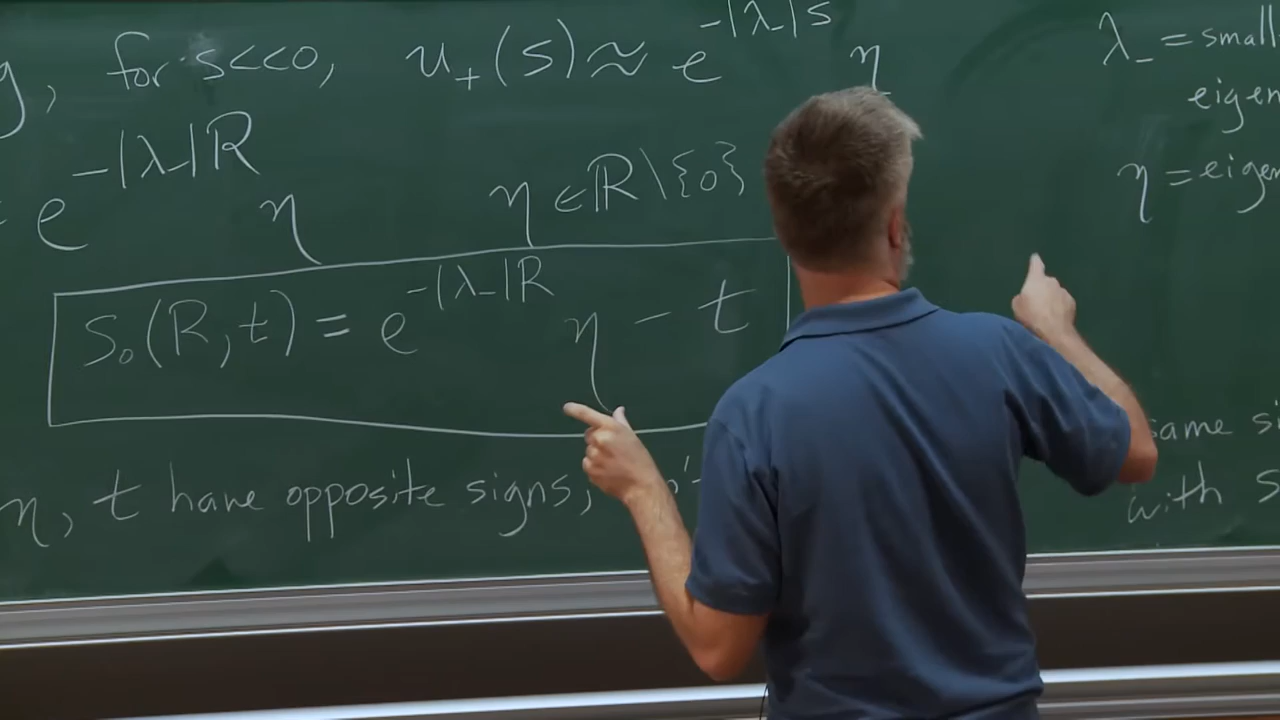 y, for s<<0, u₊(s) ≈ e^{-|λ₋|s} η
e^{-|λ₋|R} η η ∈ ℝ\{0}
S₀(R,t) = e^{-|λ₋|R} η - t
η, t have opposite signs,
λ₋ = small
eigen
η = eigen
same si
with S